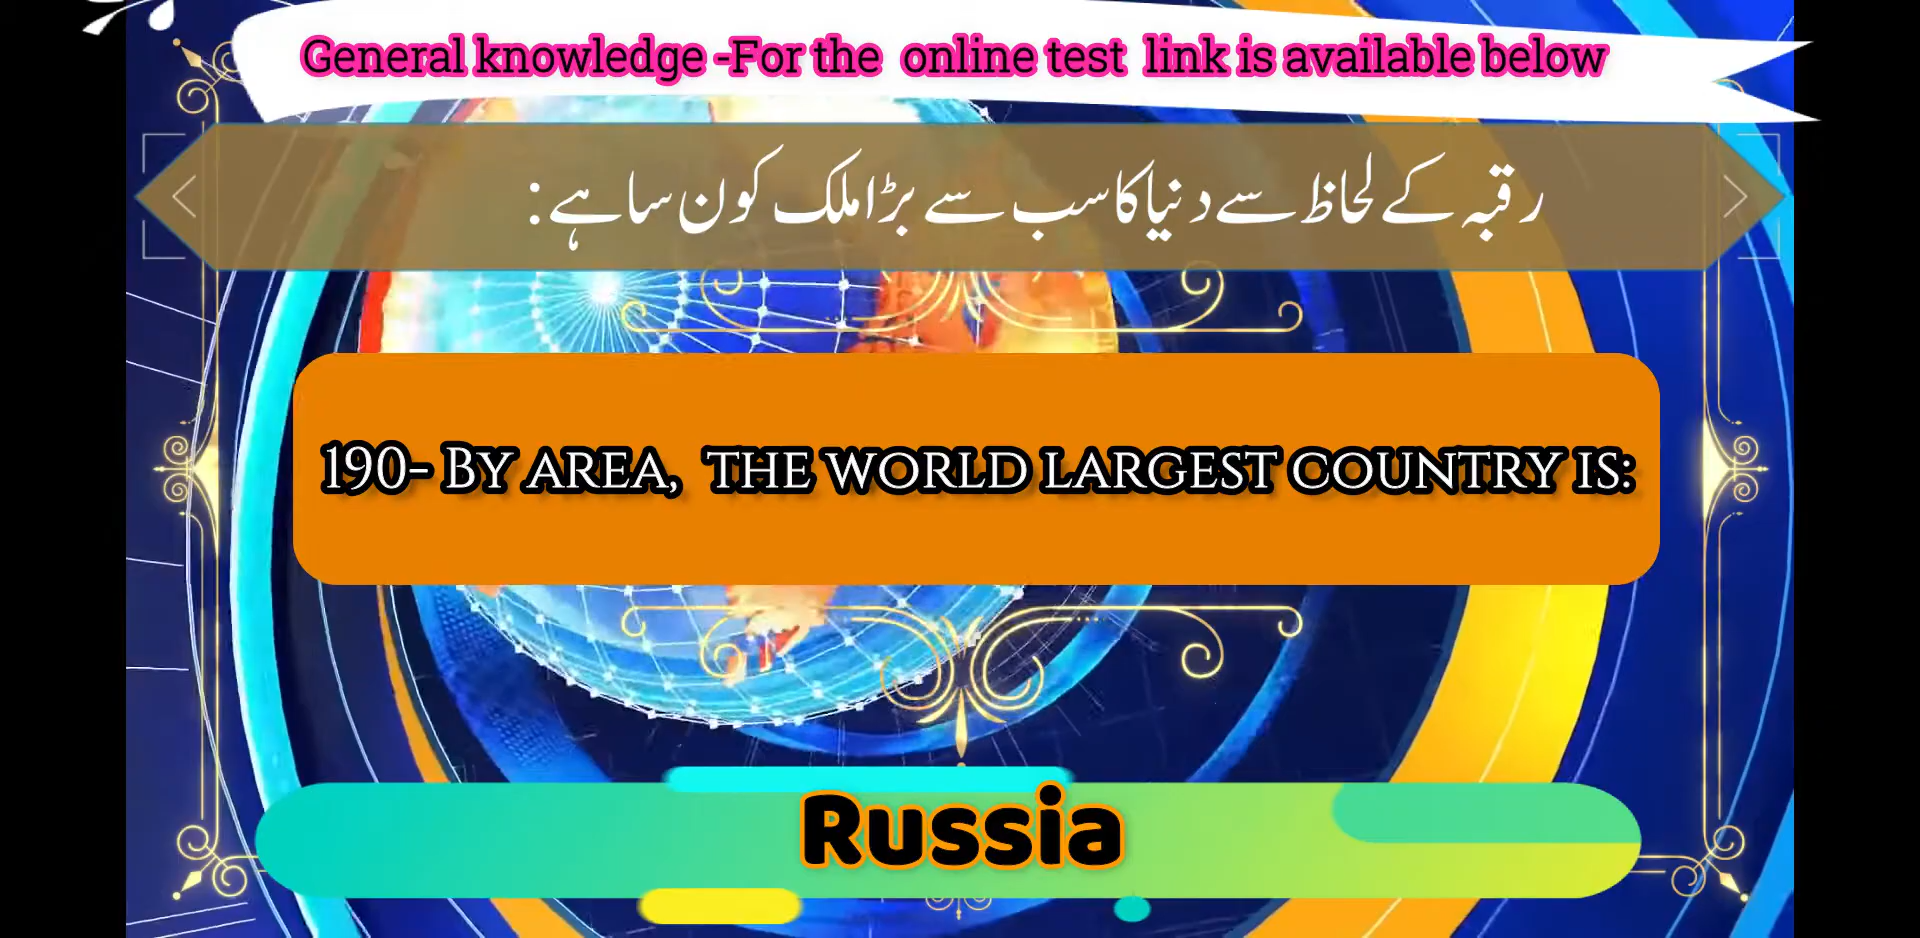 General knowledge -For the online test link is available below
رقبہ کے لحاظ سے دنیا کا سب سے بڑا ملک کون سا ہے:
190- By area, the world largest country is:
Russia